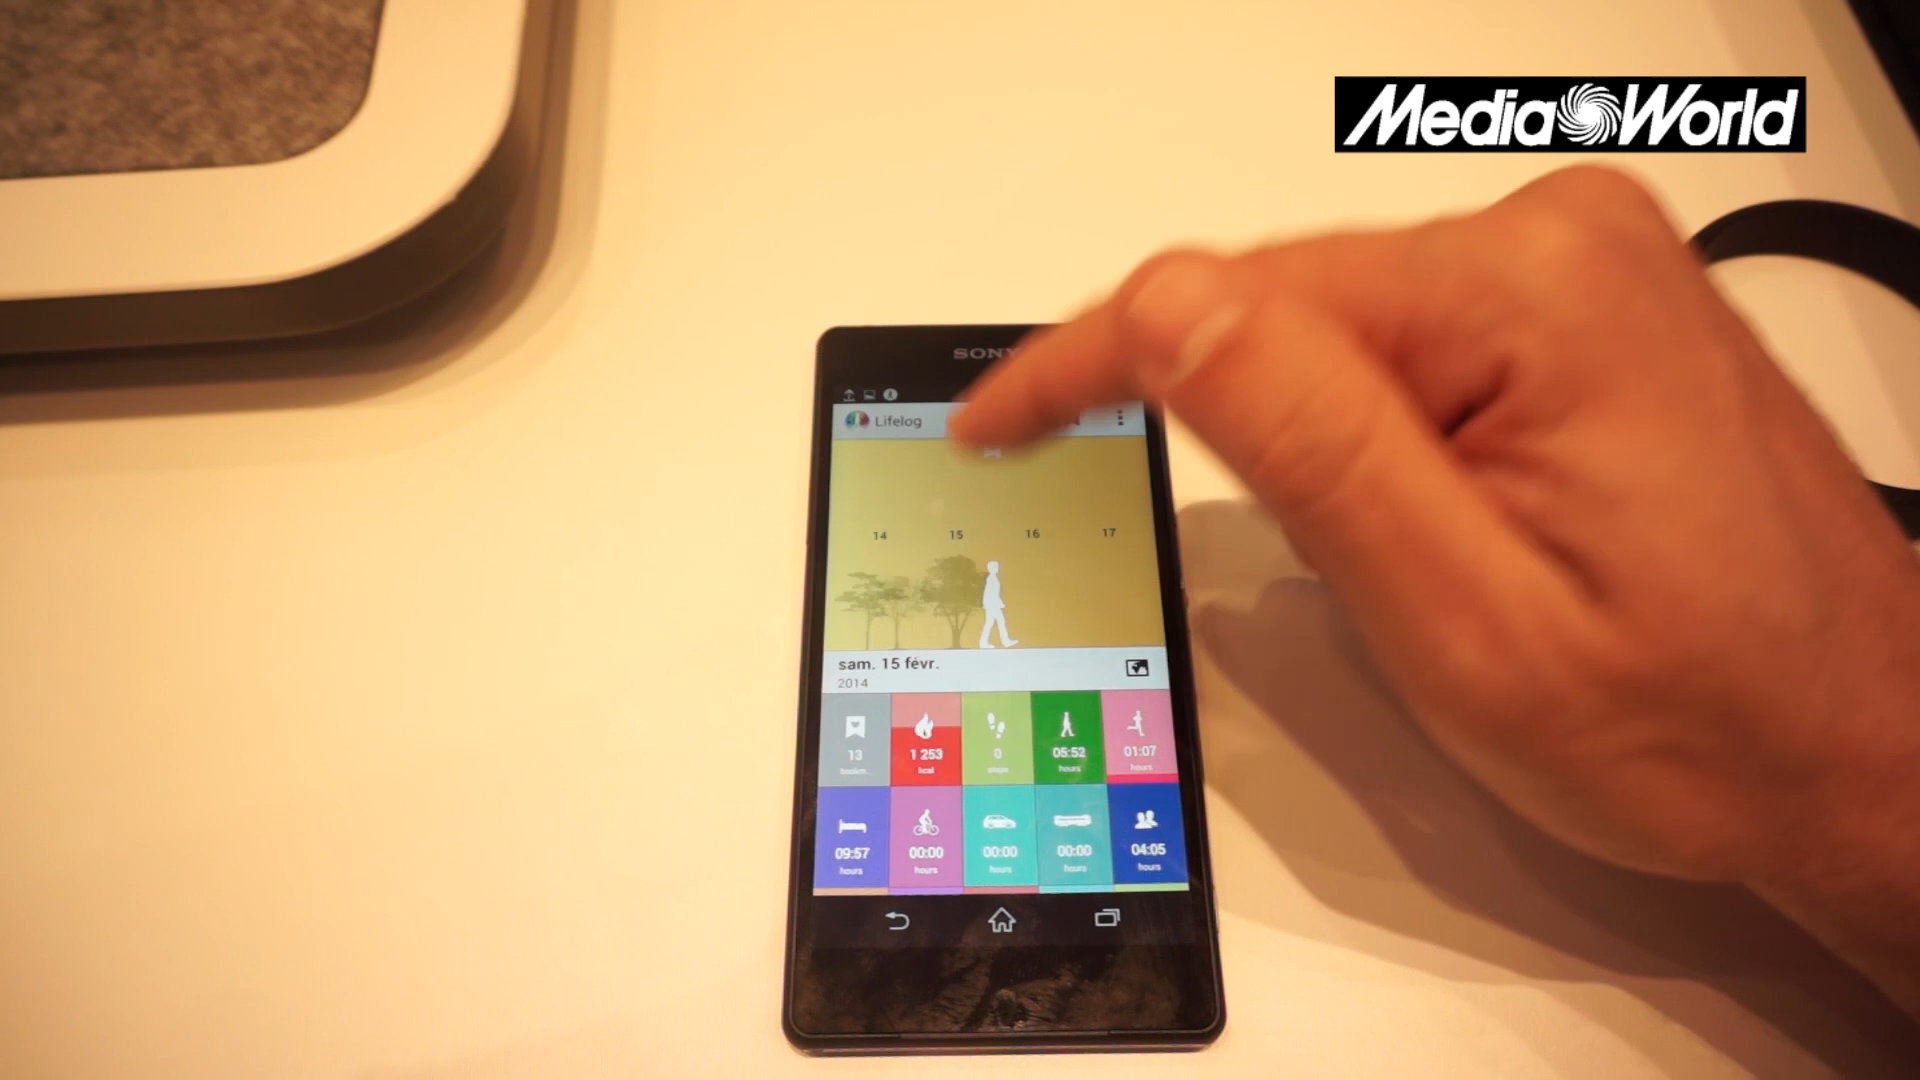 MediaWorld
SONY
Lifelog
14 15 16 17
sam. 15 févr.
2014
13 1 253 0 05:52 01:07
kcal steps hours hours
09:57 00:00 00:00 00:00 04:05
hours hours hours hours hours